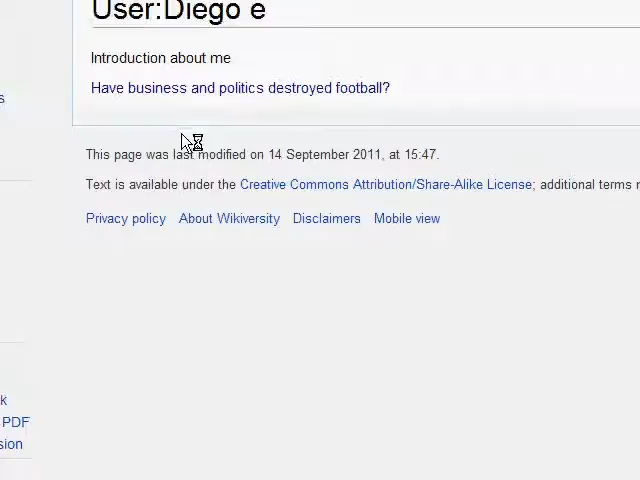 User:Diego e
Introduction about me
Have business and politics destroyed football?
s
This page was last modified on 14 September 2011, at 15:47.
Text is available under the Creative Commons Attribution/Share-Alike License; additional terms
Privacy policy About Wikiversity Disclaimers Mobile view
k
PDF
sion